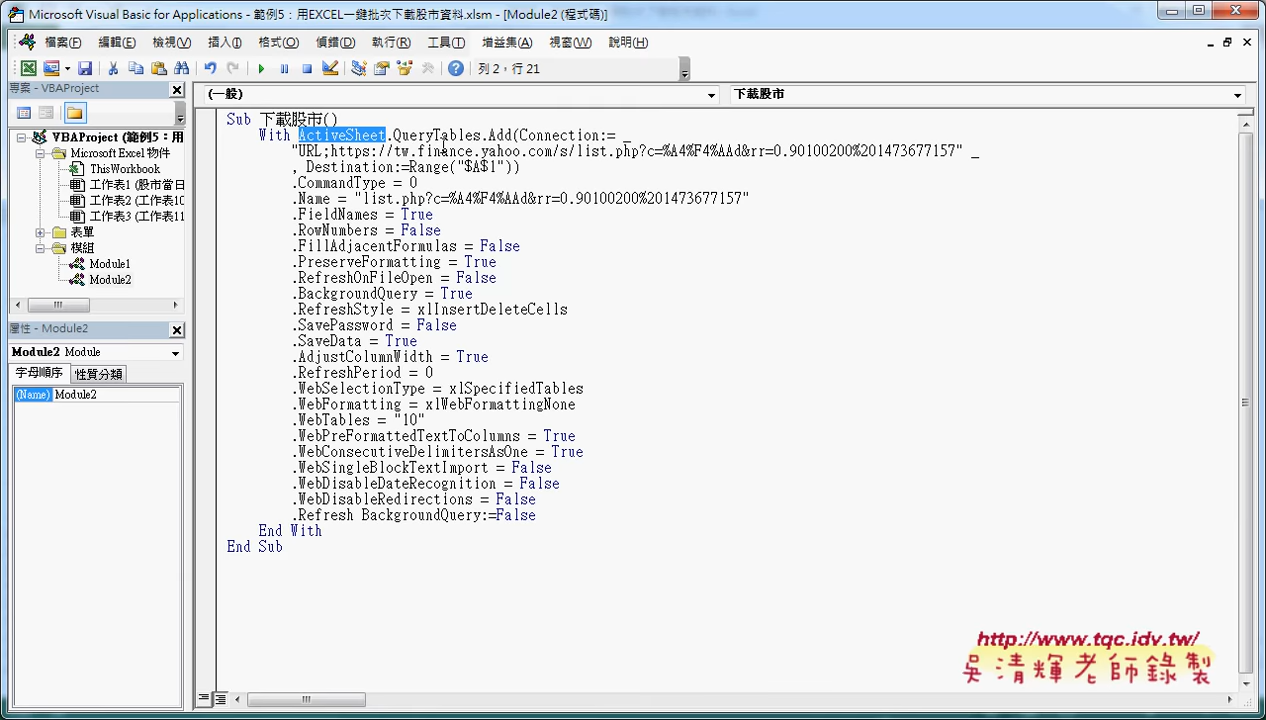 Microsoft Visual Basic for Applications - 範例5：用EXCEL一鍵批次下載股市資料.xlsm - [Module2 (程式碼)]
檔案(F) 編輯(E) 檢視(V) 插入(I) 格式(O) 偵錯(D) 執行(R) 工具(T) 增益集(A) 視窗(W) 說明(H)
列 2，行 21
專案 - VBAProject
VBAProject (範例5：用
Microsoft Excel 物件
ThisWorkbook
工作表1 (股市當日
工作表2 (工作表10
工作表3 (工作表11
表單
模組
Module1
Module2
屬性 - Module2
Module2 Module
字母順序 性質分類
(Name) Module2
(一般) 下載股市
Sub 下載股市()
With ActiveSheet.QueryTables.Add(Connection:= _
"URL;https://tw.finance.yahoo.com/s/list.php?c=%A4%F4%AAd&rr=0.90100200%201473677157" _
, Destination:=Range("$A$1"))
.CommandType = 0
.Name = "list.php?c=%A4%F4%AAd&rr=0.90100200%201473677157"
.FieldNames = True
.RowNumbers = False
.FillAdjacentFormulas = False
.PreserveFormatting = True
.RefreshOnFileOpen = False
.BackgroundQuery = True
.RefreshStyle = xlInsertDeleteCells
.SavePassword = False
.SaveData = True
.AdjustColumnWidth = True
.RefreshPeriod = 0
.WebSelectionType = xlSpecifiedTables
.WebFormatting = xlWebFormattingNone
.WebTables = "10"
.WebPreFormattedTextToColumns = True
.WebConsecutiveDelimitersAsOne = True
.WebSingleBlockTextImport = False
.WebDisableDateRecognition = False
.WebDisableRedirections = False
.Refresh BackgroundQuery:=False
End With
End Sub
http://www.tqc.idv.tw/
吳清輝老師錄製